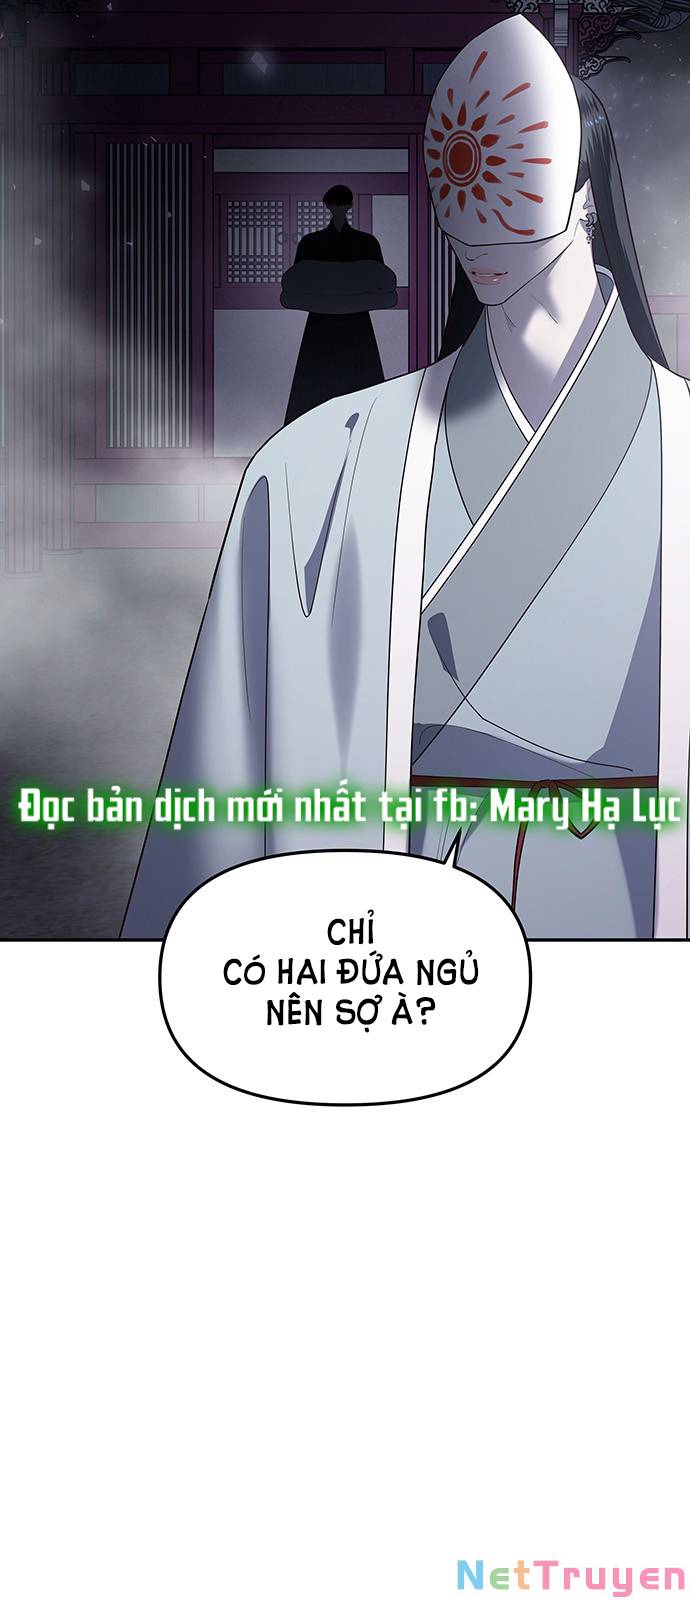 Đọc bản dịch mới nhất tại fb: Mary Hạ Lục
CHỈ
CÓ HAI ĐỨA NGỦ
NÊN SỢ À?
NetTruyen